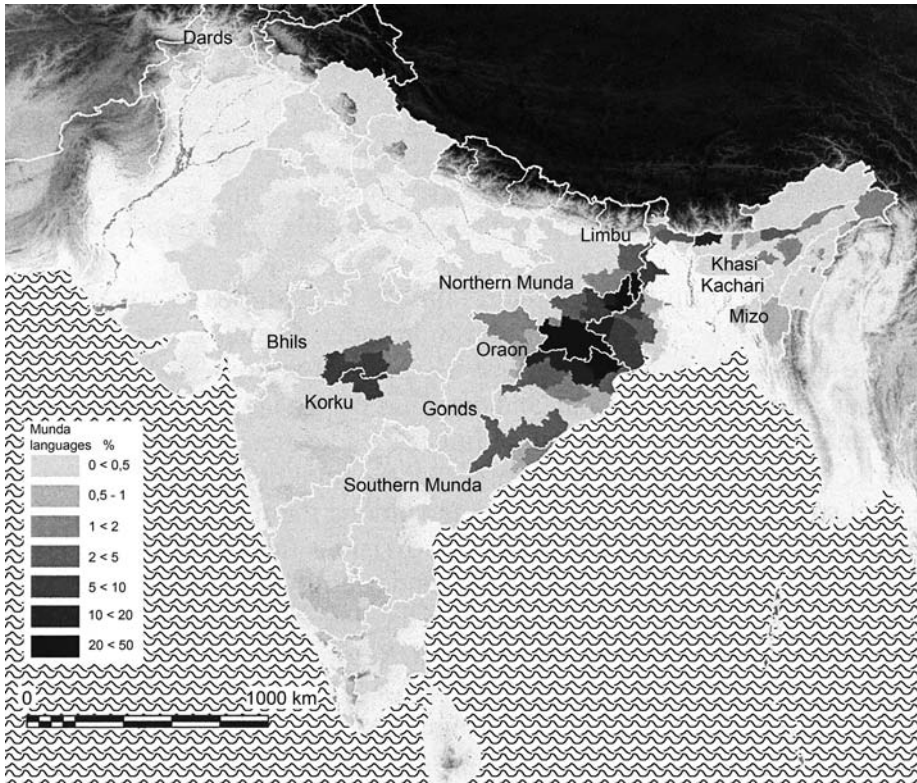 Dards
Limbu
Khasi
Kachari
Northern Munda
Mizo
Bhils
Oraon
Korku
Gonds
Southern Munda
Munda
languages %
0 < 0,5
0,5 - 1
1 < 2
2 < 5
5 < 10
10 < 20
20 < 50
0 1000 km